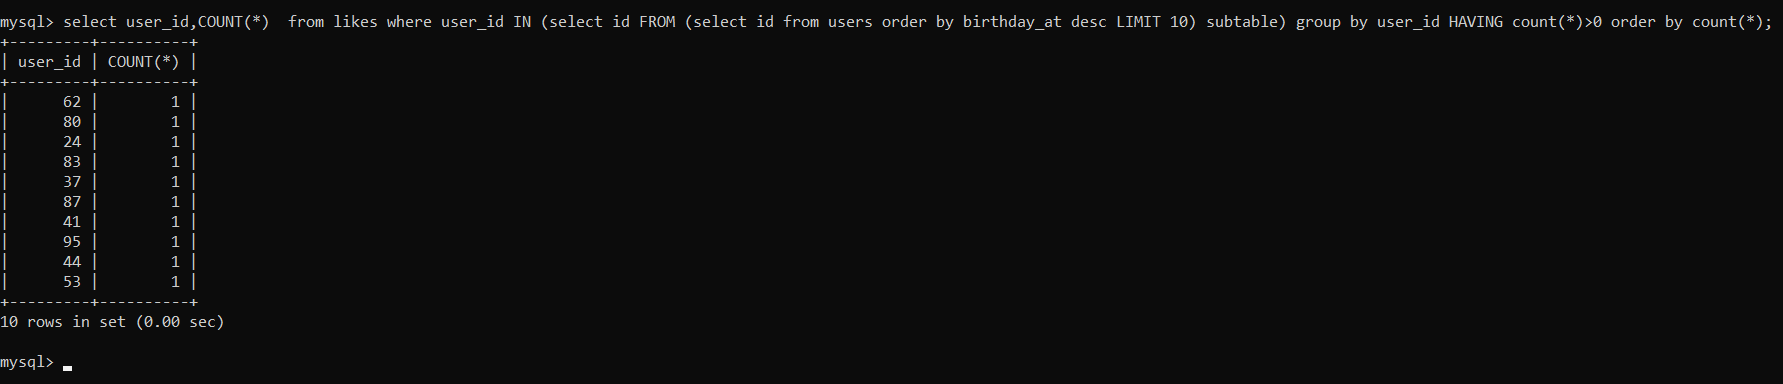 mysql> select user_id,COUNT(*)  from likes where user_id IN (select id FROM (select id from users order by birthday_at desc LIMIT 10) subtable) group by user_id HAVING count(*)>0 order by count(*);
+---------+----------+
| user_id | COUNT(*) |
+---------+----------+
|      62 |        1 |
|      80 |        1 |
|      24 |        1 |
|      83 |        1 |
|      37 |        1 |
|      87 |        1 |
|      41 |        1 |
|      95 |        1 |
|      44 |        1 |
|      53 |        1 |
+---------+----------+
10 rows in set (0.00 sec)
mysql>